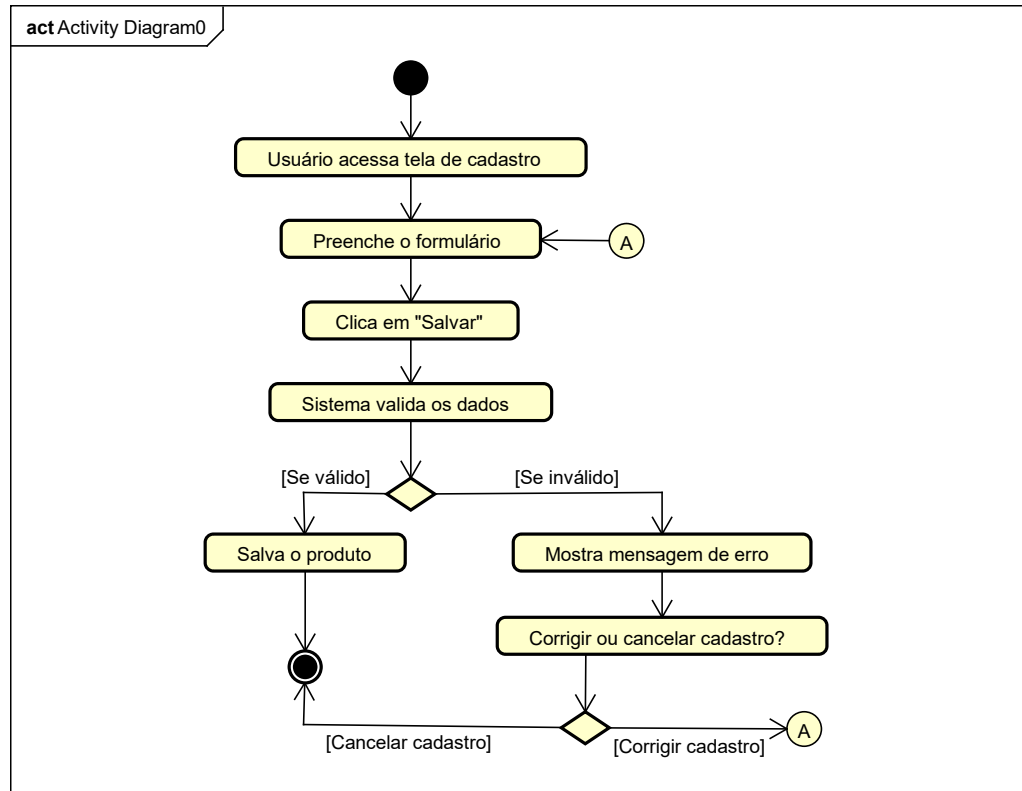 act Activity Diagram0
Usuário acessa tela de cadastro
Preenche o formulário
A
Clica em "Salvar"
Sistema valida os dados
[Se válido]
[Se inválido]
Salva o produto
Mostra mensagem de erro
Corrigir ou cancelar cadastro?
[Cancelar cadastro]
[Corrigir cadastro]
A